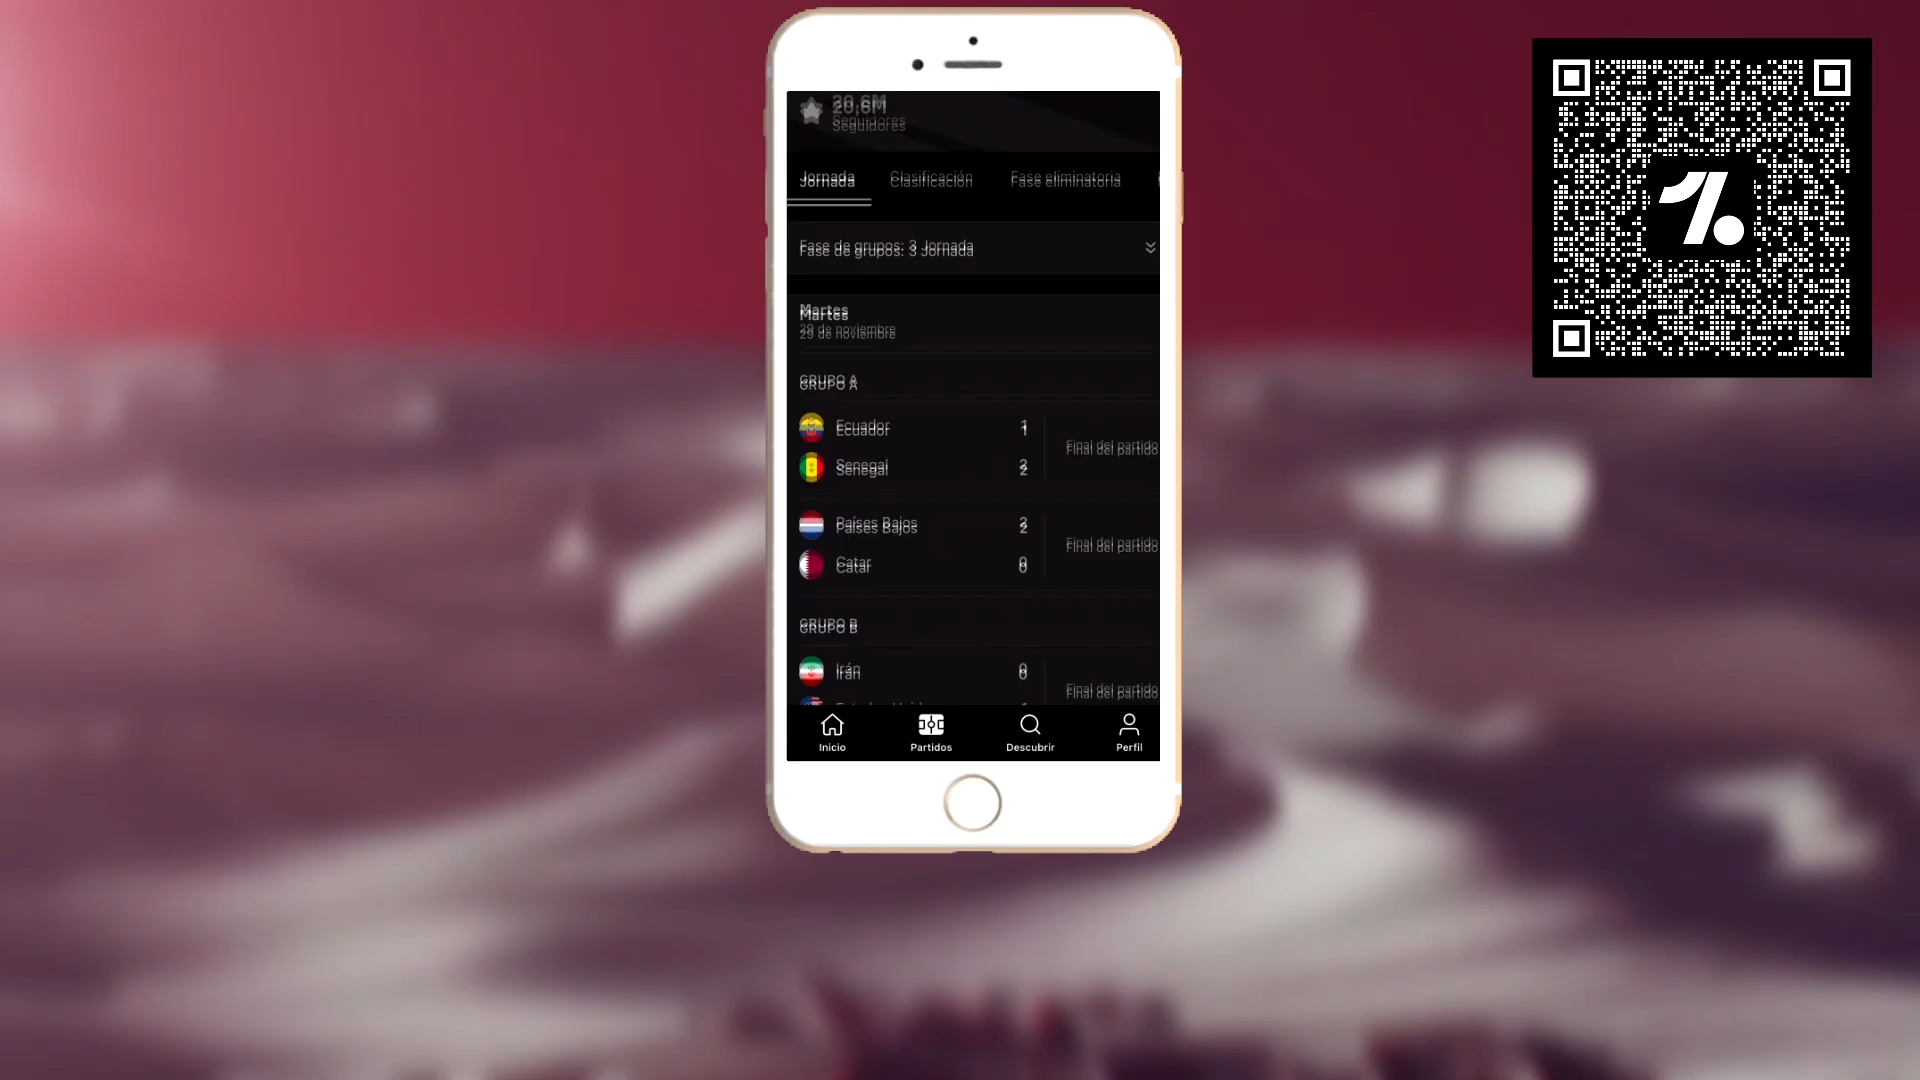 20,6M
Seguidores
Jornada Clasificación Fase eliminatoria
Fase de grupos: 3 Jornada
Martes
29 de noviembre
GRUPO A
Ecuador 1
Final del partido
Senegal 2
Países Bajos 2
Final del partido
Catar 0
GRUPO B
Irán 0
Final del partido
Inicio Partidos Descubrir Perfil